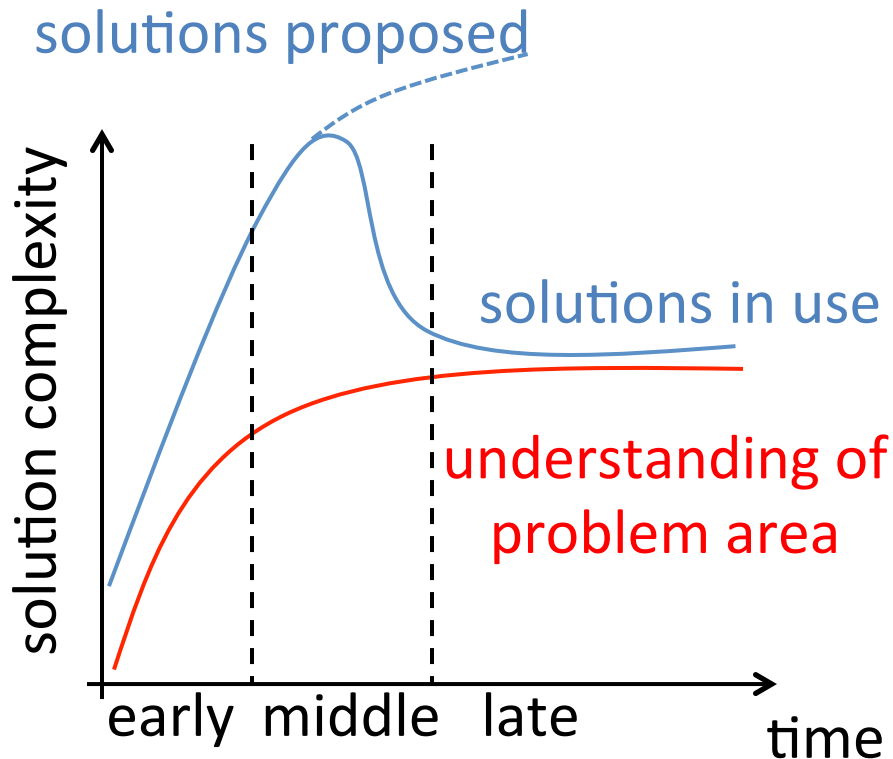 solutions proposed
solution complexity
solutions in use
understanding of
problem area
early middle late
time